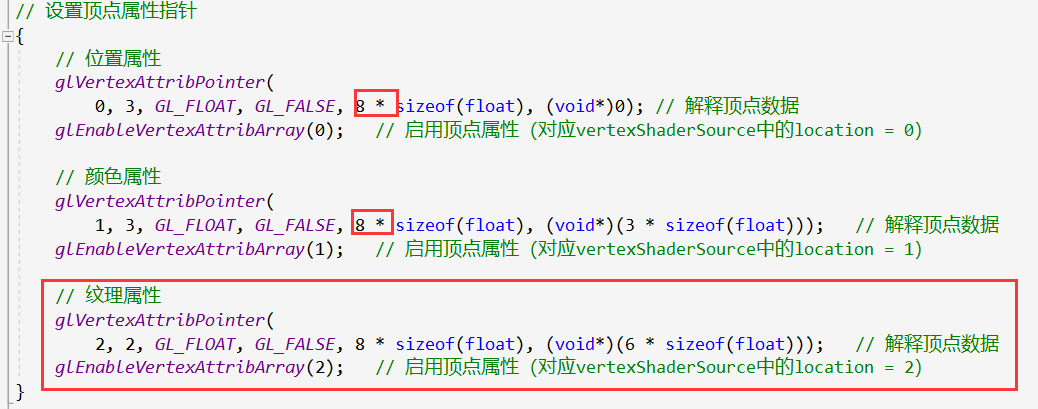 // 设置顶点属性指针
{
// 位置属性
glVertexAttribPointer(
0, 3, GL_FLOAT, GL_FALSE, 8 * sizeof(float), (void*)0); // 解释顶点数据
glEnableVertexAttribArray(0); // 启用顶点属性 (对应vertexShaderSource中的location = 0)
// 颜色属性
glVertexAttribPointer(
1, 3, GL_FLOAT, GL_FALSE, 8 * sizeof(float), (void*)(3 * sizeof(float))); // 解释顶点数据
glEnableVertexAttribArray(1); // 启用顶点属性 (对应vertexShaderSource中的location = 1)
// 纹理属性
glVertexAttribPointer(
2, 2, GL_FLOAT, GL_FALSE, 8 * sizeof(float), (void*)(6 * sizeof(float))); // 解释顶点数据
glEnableVertexAttribArray(2); // 启用顶点属性 (对应vertexShaderSource中的location = 2)
}